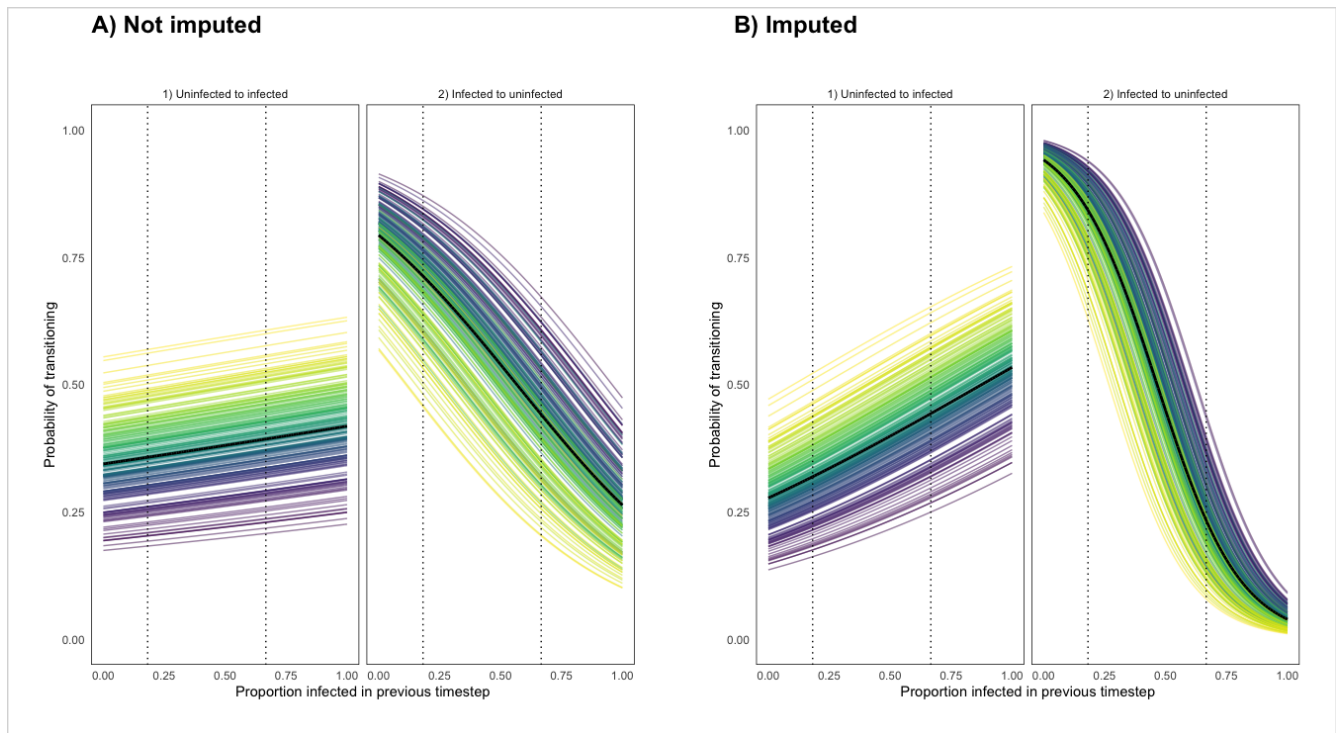 A) Not imputed
B) Imputed
1) Uninfected to infected
2) Infected to uninfected
1) Uninfected to infected
2) Infected to uninfected
Probability of transitioning
1.00
0.75
0.50
0.25
0.00
0.00 0.25 0.50 0.75 1.00
0.00 0.25 0.50 0.75 1.00
Proportion infected in previous timestep
Probability of transitioning
1.00
0.75
0.50
0.25
0.00
0.00 0.25 0.50 0.75 1.00
0.00 0.25 0.50 0.75 1.00
Proportion infected in previous timestep